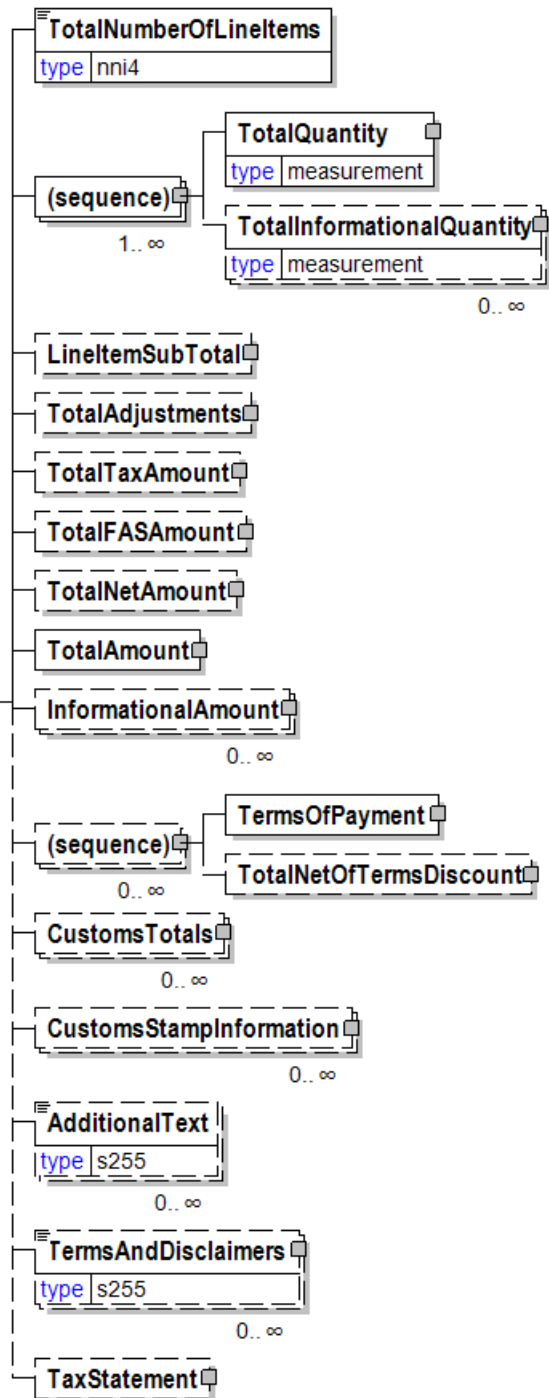 TotalNumberOfLineItems
type nni4
(sequence)
1.. ∞
TotalQuantity
type measurement
TotalInformationalQuantity
type measurement
0.. ∞
LineItemSubTotal
TotalAdjustments
TotalTaxAmount
TotalFASAmount
TotalNetAmount
TotalAmount
InformationalAmount
0.. ∞
(sequence)
0.. ∞
TermsOfPayment
TotalNetOfTermsDiscount
CustomsTotals
0.. ∞
CustomsStampInformation
0.. ∞
AdditionalText
type s255
0.. ∞
TermsAndDisclaimers
type s255
0.. ∞
TaxStatement